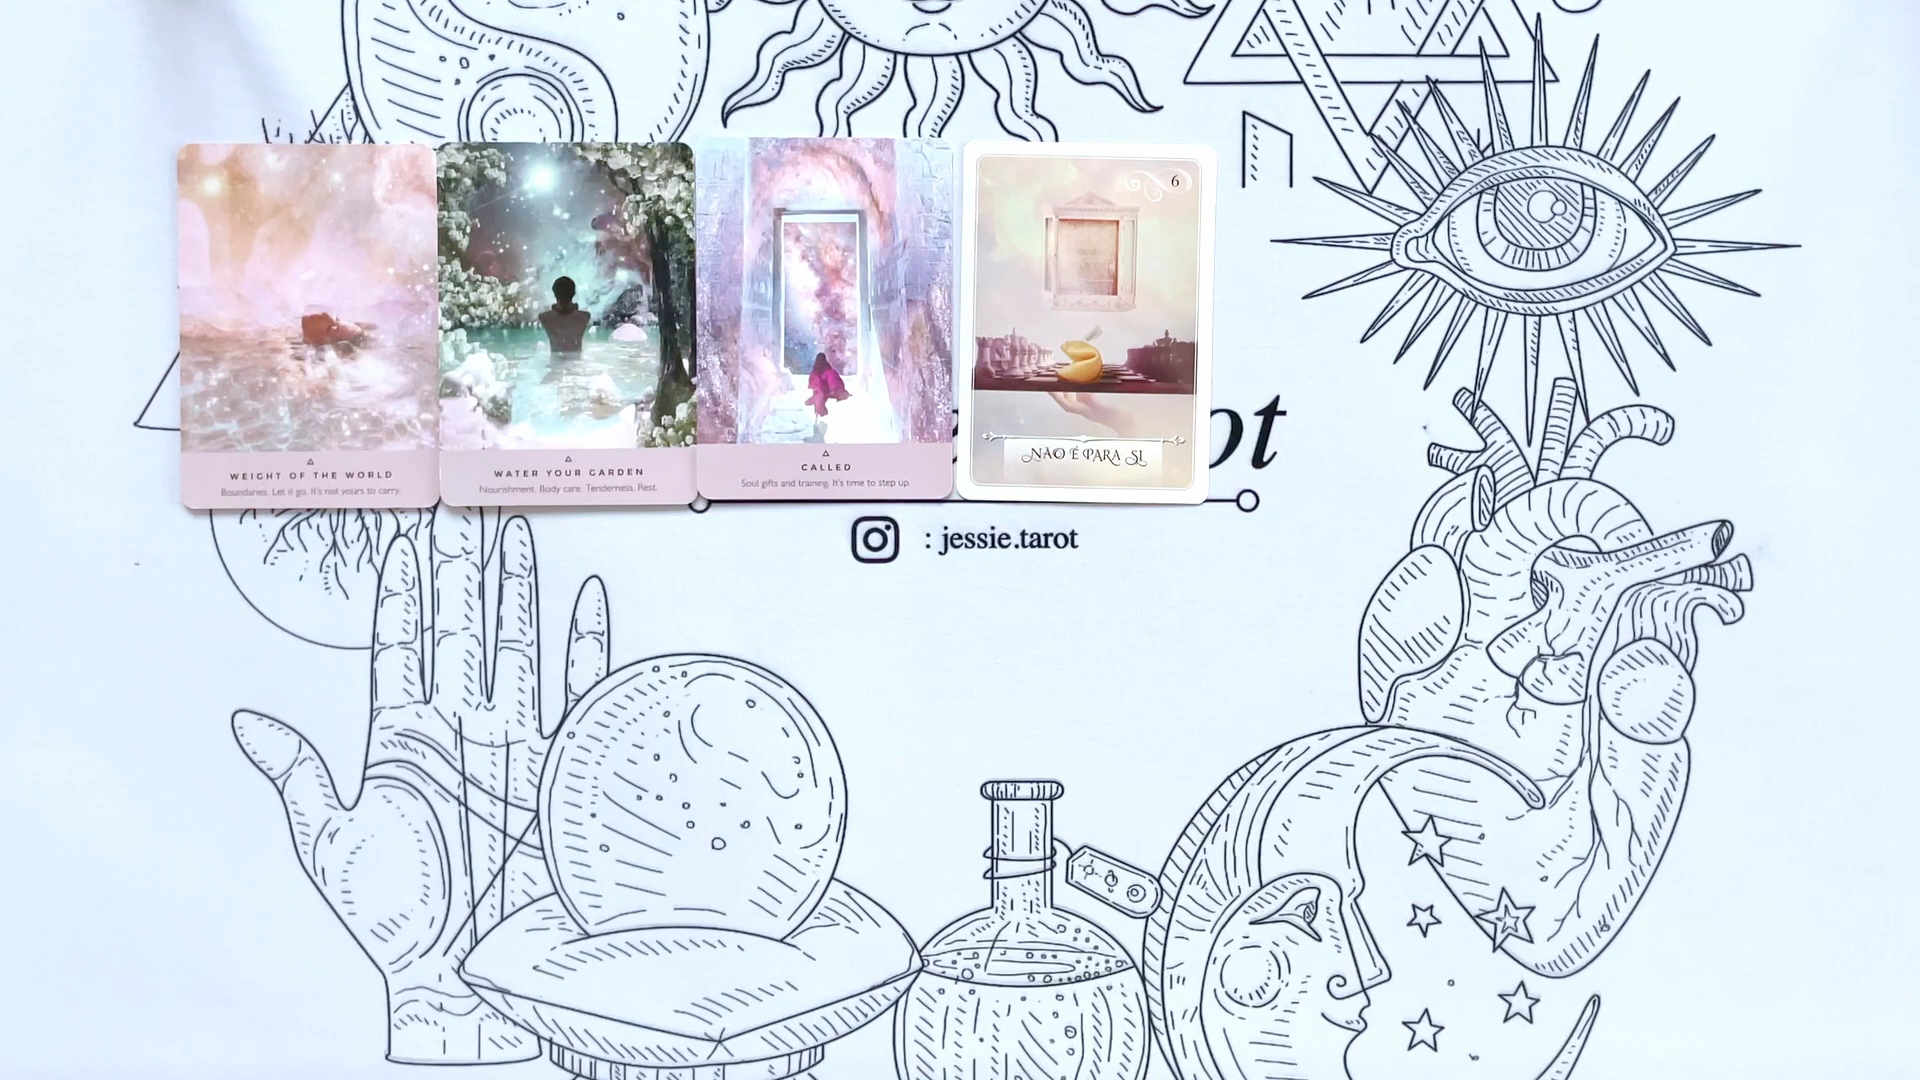 6
WEIGHT OF THE WORLD
Boundaries. Let it go. It's not yours to carry.
WATER YOUR GARDEN
Nourishment. Body care. Tenderness. Rest.
CALLED
Soul gifts and training. It's time to step up.
NÃO É PARA SI
ot
: jessie.tarot